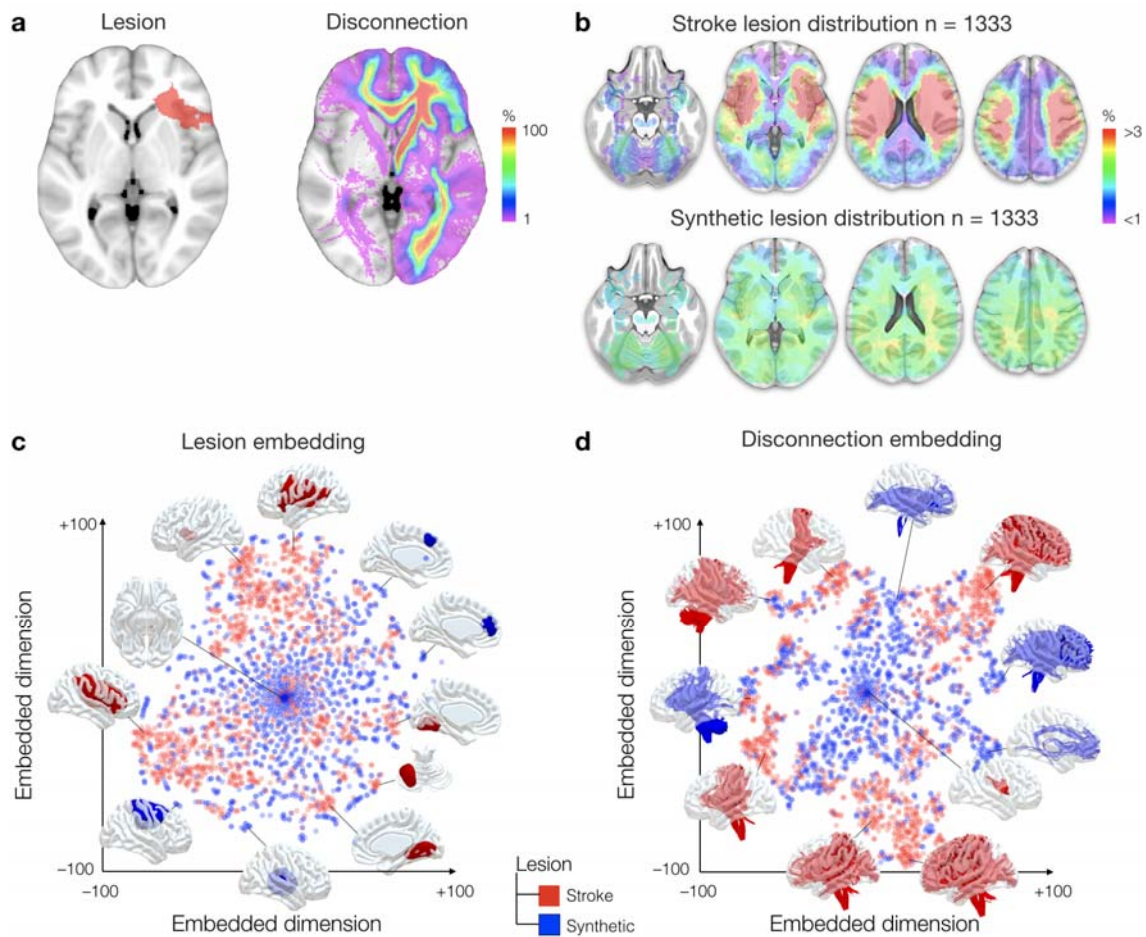 a
Lesion
Disconnection
%
100
1
b
Stroke lesion distribution n = 1333
Synthetic lesion distribution n = 1333
%
>3
<1
c
Lesion embedding
+100
Embedded dimension
-100
-100
+100
Embedded dimension
Lesion
Stroke
Synthetic
d
Disconnection embedding
+100
Embedded dimension
-100
-100
+100
Embedded dimension